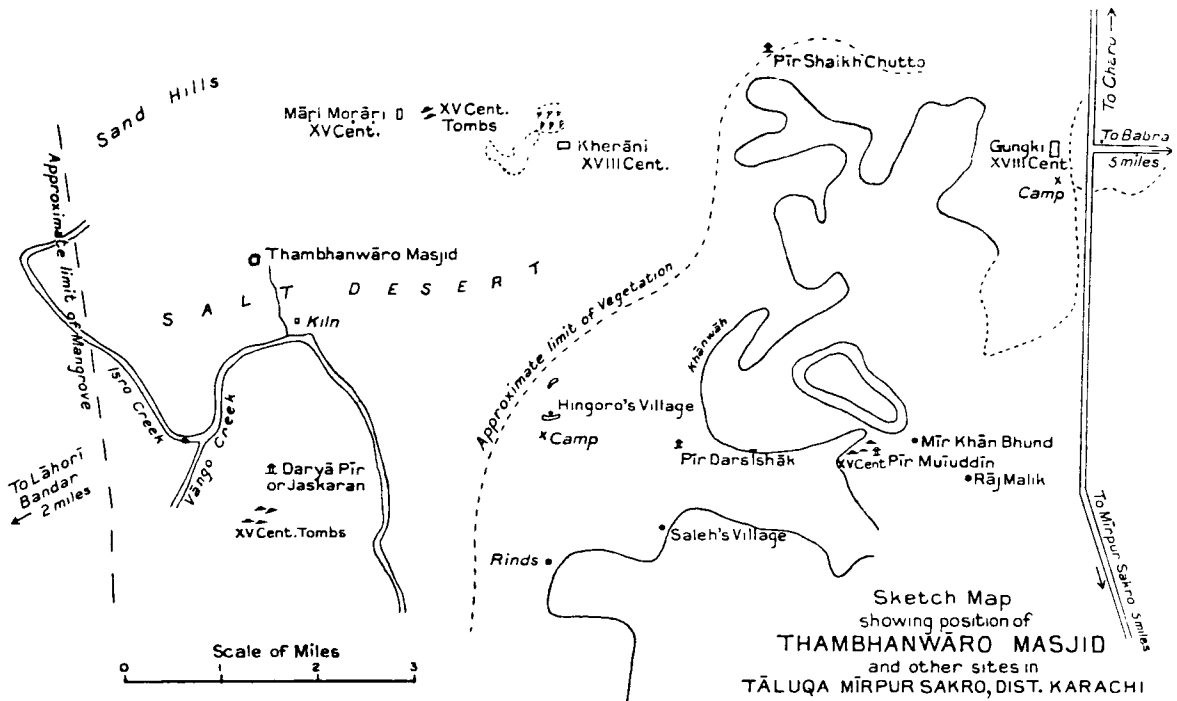 Pīr Shaikh Chutto
To Charu
Sand Hills
Māri Morāri
XV Cent.
XV Cent.
Tombs
Kherāni
XVIII Cent.
Gungki
XVIII Cent
Camp
To Babra
5 miles
Approximate limit of Mangrove
Thambhanwāro Masjid
SALT DESERT
Kiln
Approximate limit of Vegetation
Khānwāh
Isro Creek
Vāngo Creek
Hingoro's Village
Camp
Pīr Darsīshāk
Mīr Khān Bhund
XV Cent
Pīr Muīuddīn
Rāj Malik
To Lāhorī
Bandar
2 miles
Daryā Pīr
or Jaskaran
XV Cent. Tombs
Saleh's Village
Rinds
To Mīrpur Sakro 5 miles
Scale of Miles
0 1 2 3
Sketch Map
showing position of
THAMBHANWĀRO MASJID
and other sites in
TĀLUQA MĪRPUR SAKRO, DIST. KARACHI